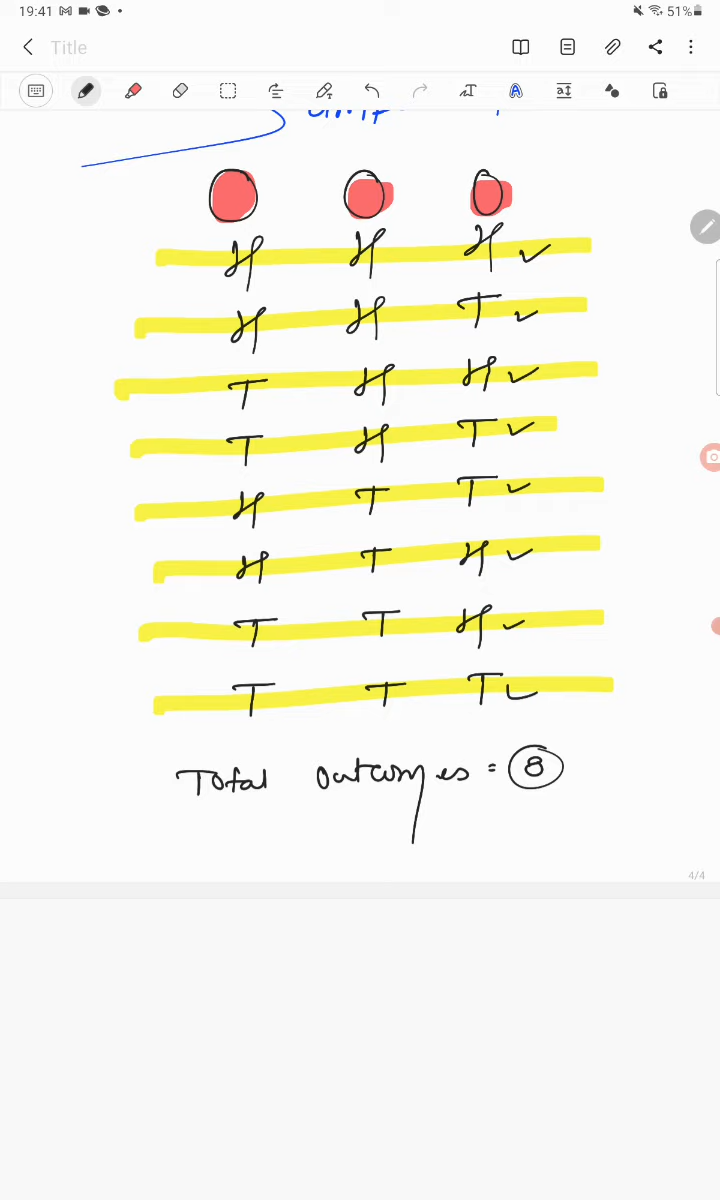 19:41 51%
Title
H H H
H H T
T H H
T H T
H T T
H T H
T T H
T T T
Total outcomes = 8
4/4